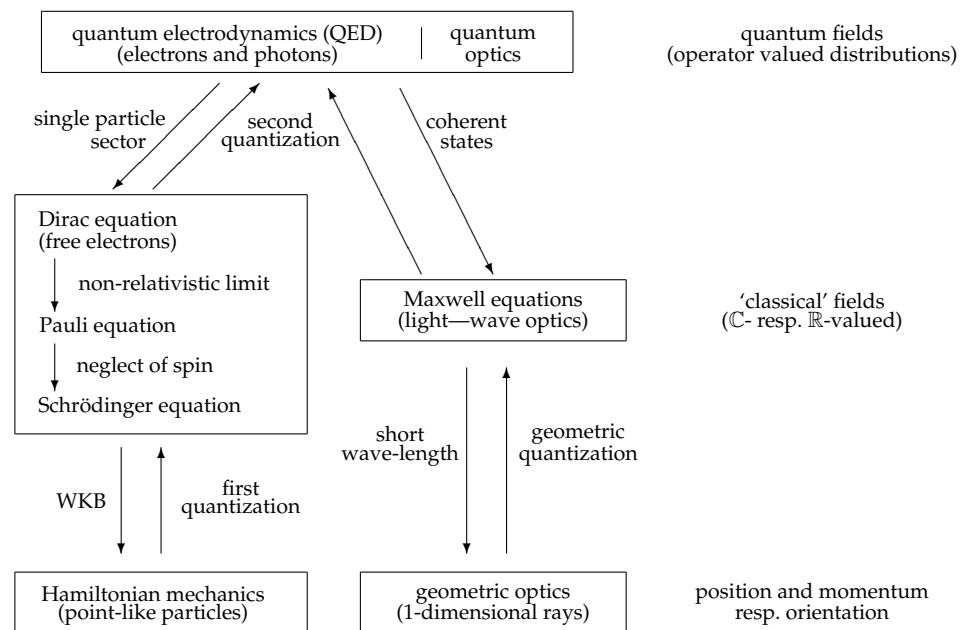 quantum electrodynamics (QED)
(electrons and photons)
quantum
optics
quantum fields
(operator valued distributions)
single particle
sector
second
quantization
coherent
states
Dirac equation
(free electrons)
non-relativistic limit
Pauli equation
neglect of spin
Schrödinger equation
Maxwell equations
(light—wave optics)
‘classical’ fields
(ℂ- resp. ℝ-valued)
WKB
first
quantization
short
wave-length
geometric
quantization
Hamiltonian mechanics
(point-like particles)
geometric optics
(1-dimensional rays)
position and momentum
resp. orientation